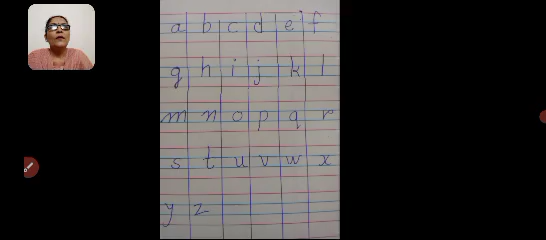 a b c d e f
g h i j k l
m n o p q r
s t u v w x
y z